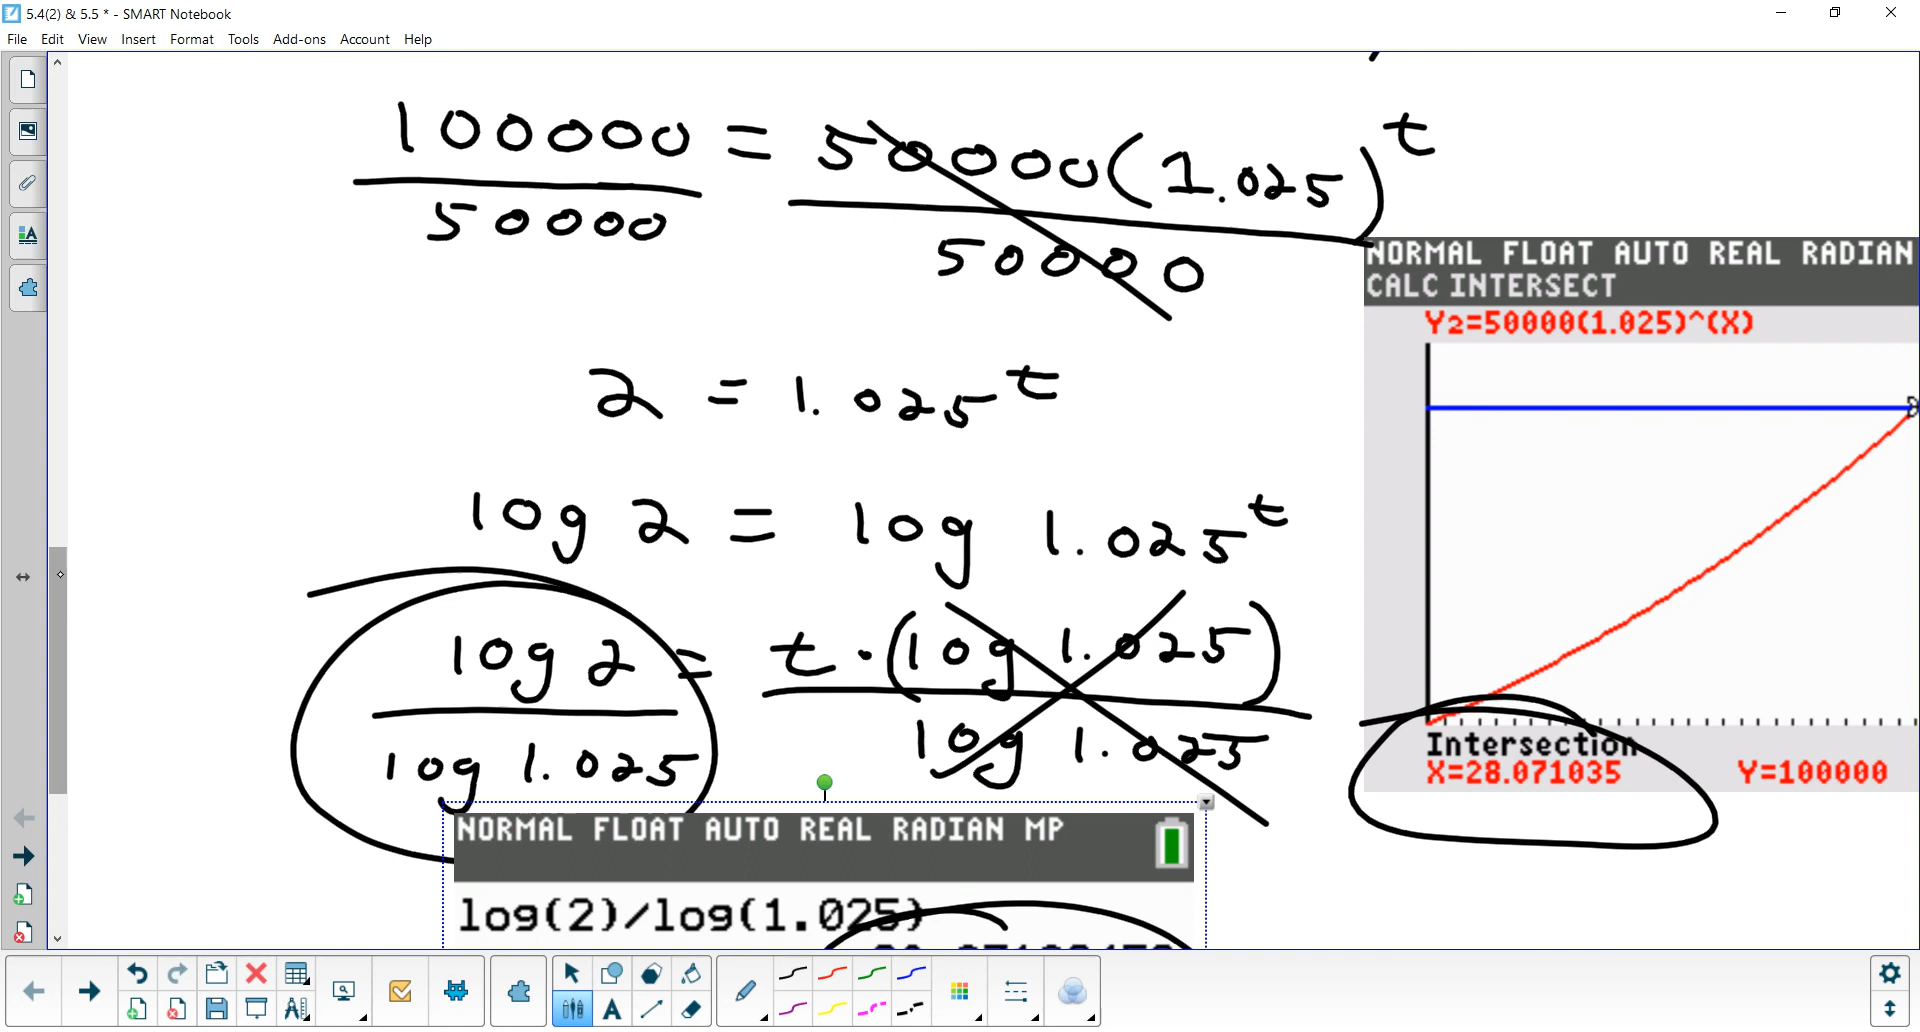 5.4(2) & 5.5 * - SMART Notebook
File Edit View Insert Format Tools Add-ons Account Help
100000 = 50000(1.025)^t
50000 50000
2 = 1.025^t
log 2 = log 1.025^t
log 2 = t · (log 1.025)
log 1.025 log 1.025
NORMAL FLOAT AUTO REAL RADIAN
CALC INTERSECT
Y2=50000(1.025)^(X)
Intersection
X=28.071035 Y=100000
NORMAL FLOAT AUTO REAL RADIAN MP
log(2)/log(1.025)